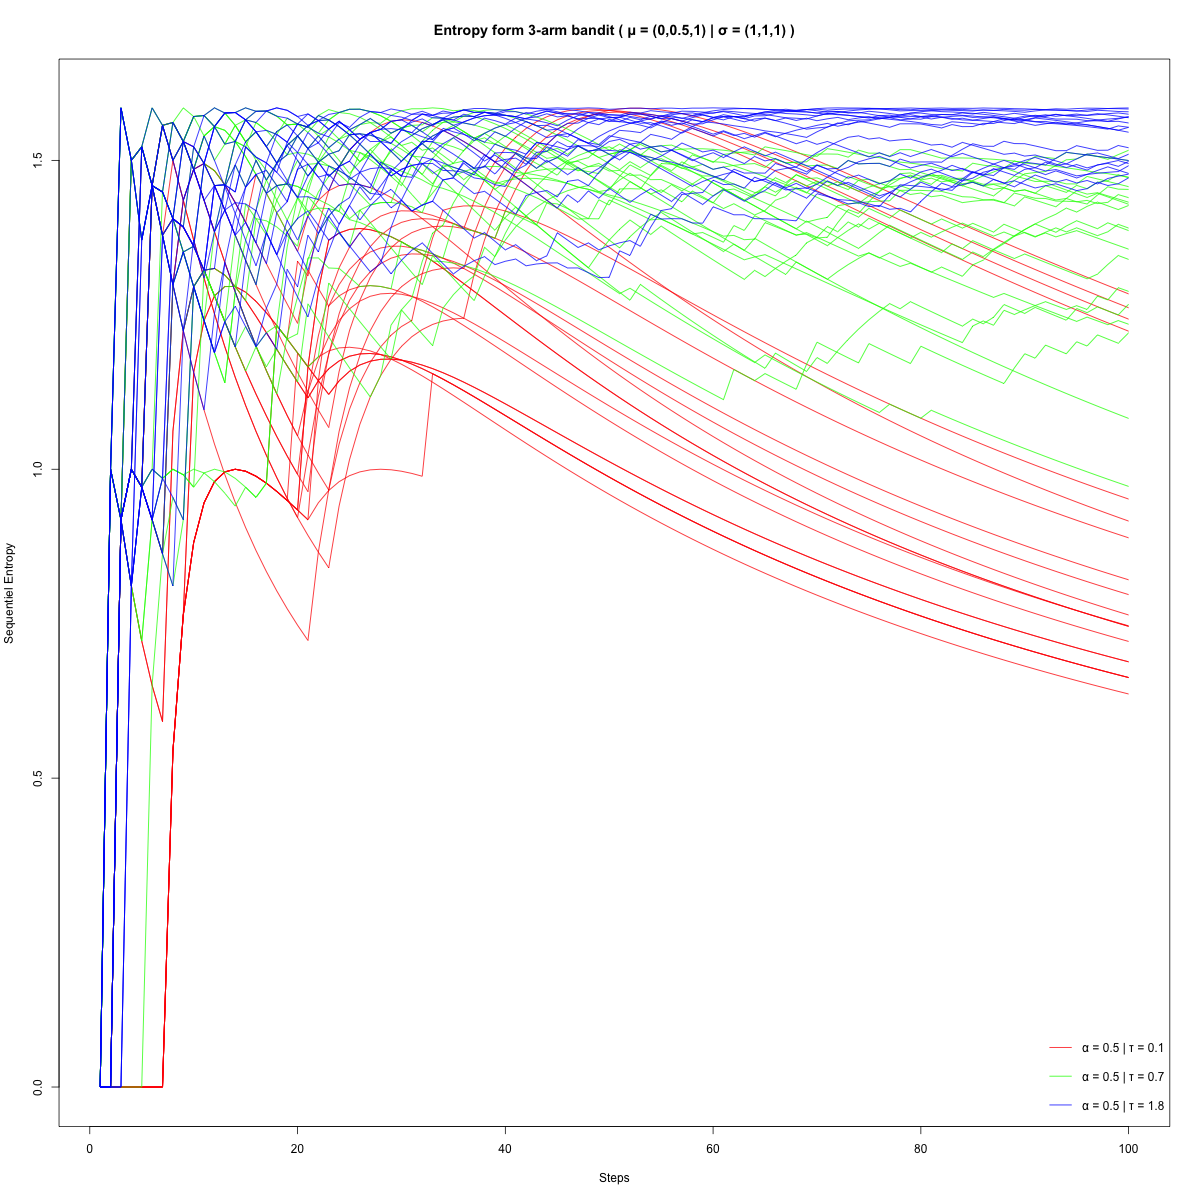 Entropy form 3-arm bandit ( μ = (0,0.5,1) | σ = (1,1,1) )
Sequentiel Entropy
1.5
1.0
0.5
0.0
α = 0.5 | τ = 0.1
α = 0.5 | τ = 0.7
α = 0.5 | τ = 1.8
0 20 40 60 80 100
Steps